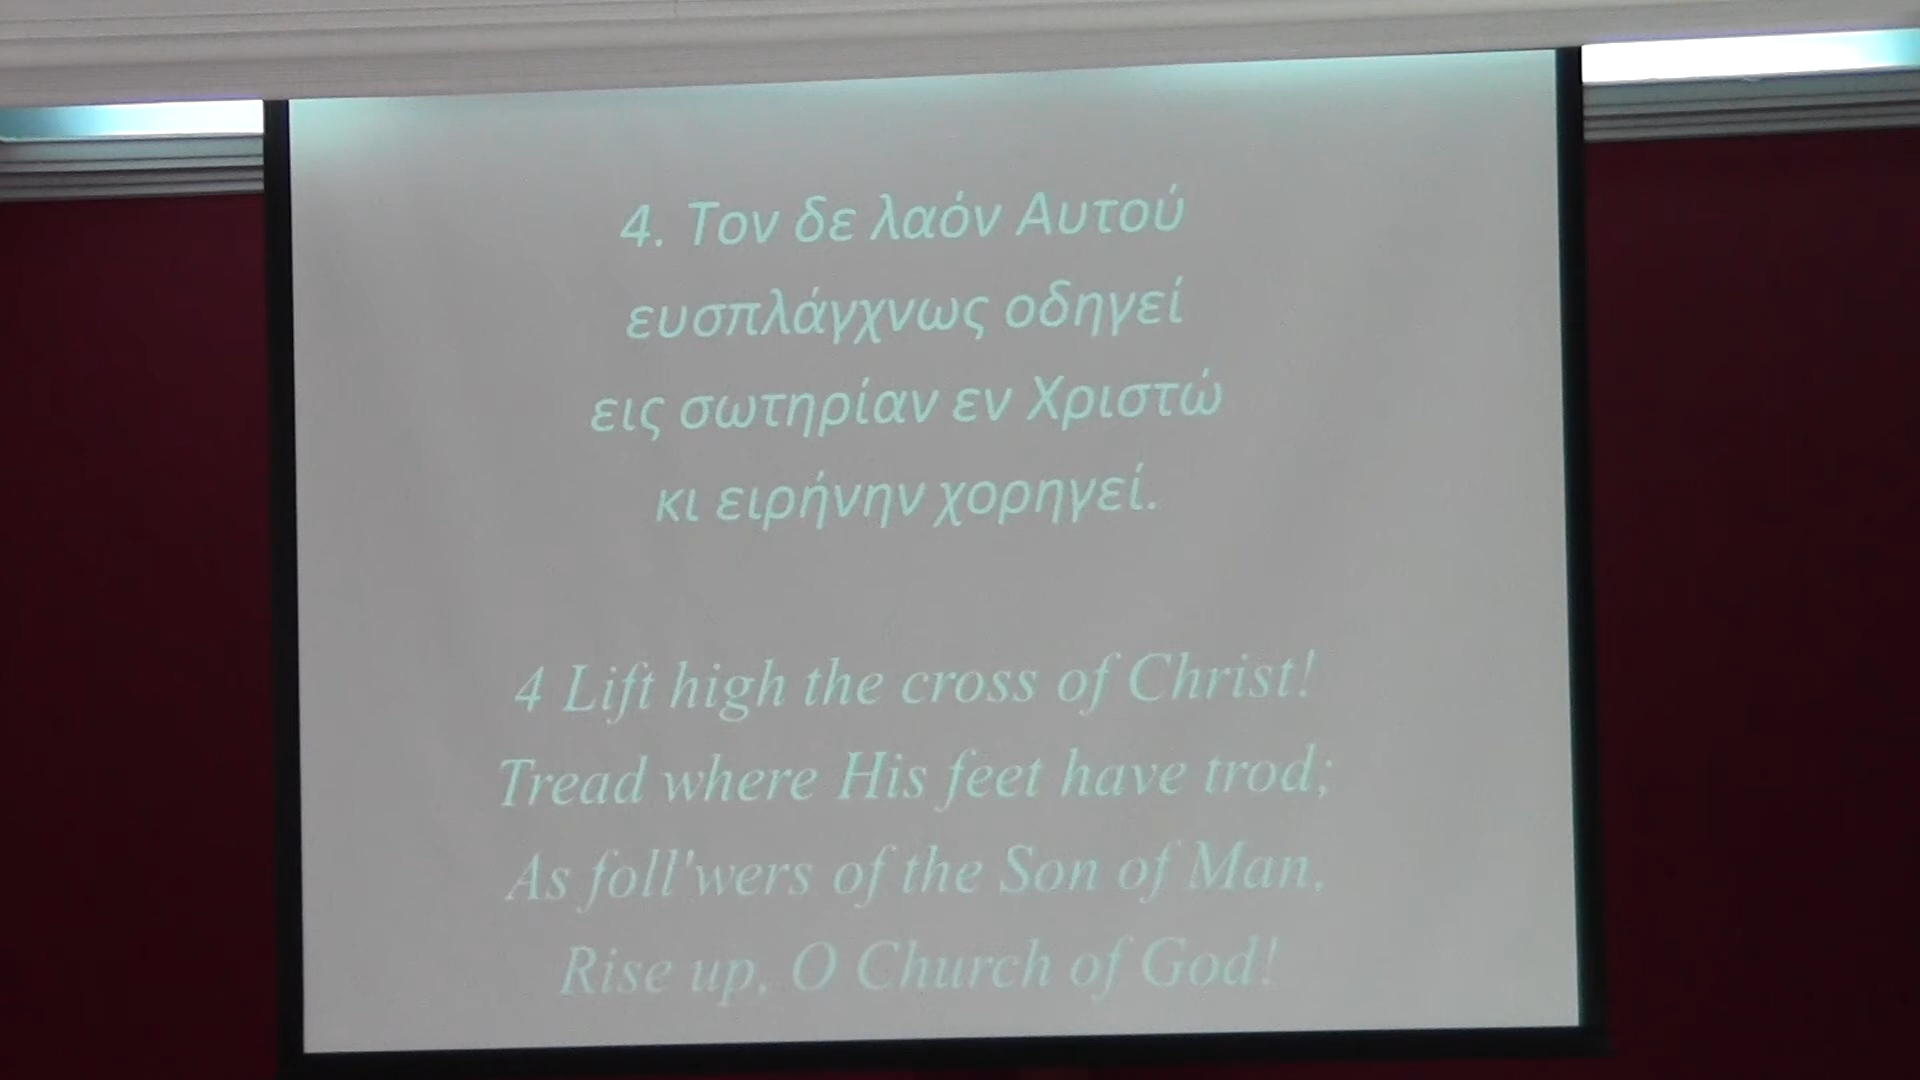 4. Τον δε λαόν Αυτού
ευσπλάγχνως οδηγεί
εις σωτηρίαν εν Χριστώ
κι ειρήνην χορηγεί.
4 Lift high the cross of Christ!
Tread where His feet have trod;
As foll'wers of the Son of Man,
Rise up, O Church of God!